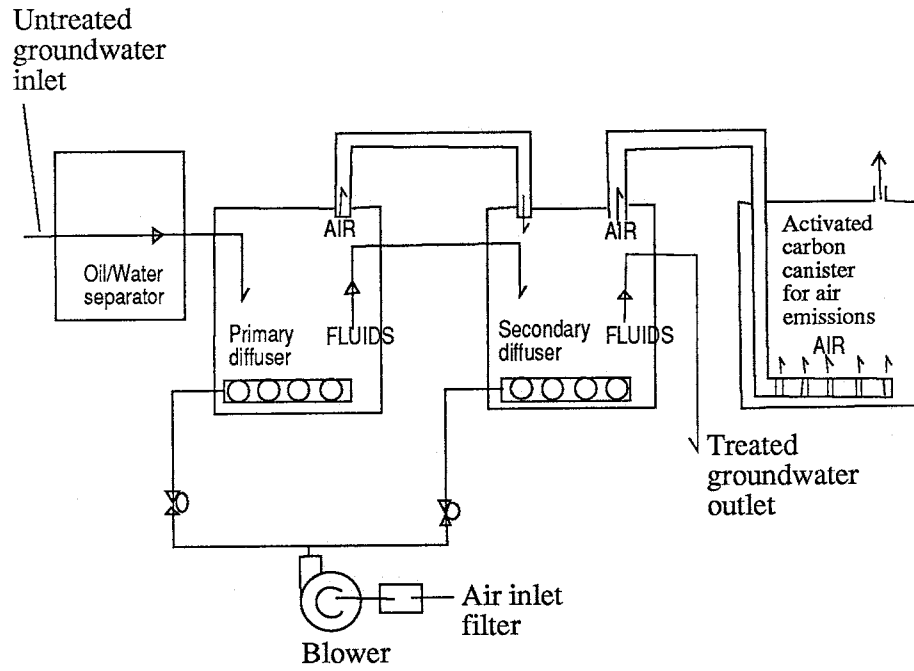 Untreated
groundwater
inlet
Oil/Water
separator
AIR
Primary
diffuser
FLUIDS
AIR
Secondary
diffuser
FLUIDS
Activated
carbon
canister
for air
emissions
AIR
Treated
groundwater
outlet
Air inlet
filter
Blower